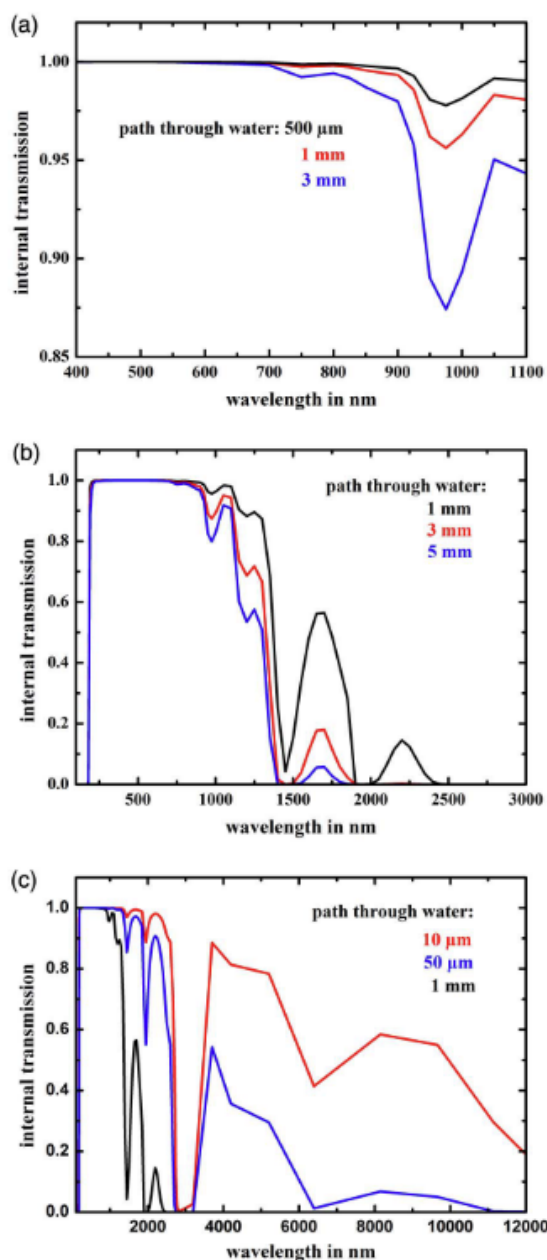 (a)
1.00
0.95
0.90
0.85
internal transmission
path through water: 500 µm
1 mm
3 mm
400 500 600 700 800 900 1000 1100
wavelength in nm
(b)
1.0
0.8
0.6
0.4
0.2
0.0
internal transmission
path through water:
1 mm
3 mm
5 mm
500 1000 1500 2000 2500 3000
wavelength in nm
(c)
1.0
0.8
0.6
0.4
0.2
0.0
internal transmission
path through water:
10 µm
50 µm
1 mm
2000 4000 6000 8000 10000 12000
wavelength in nm